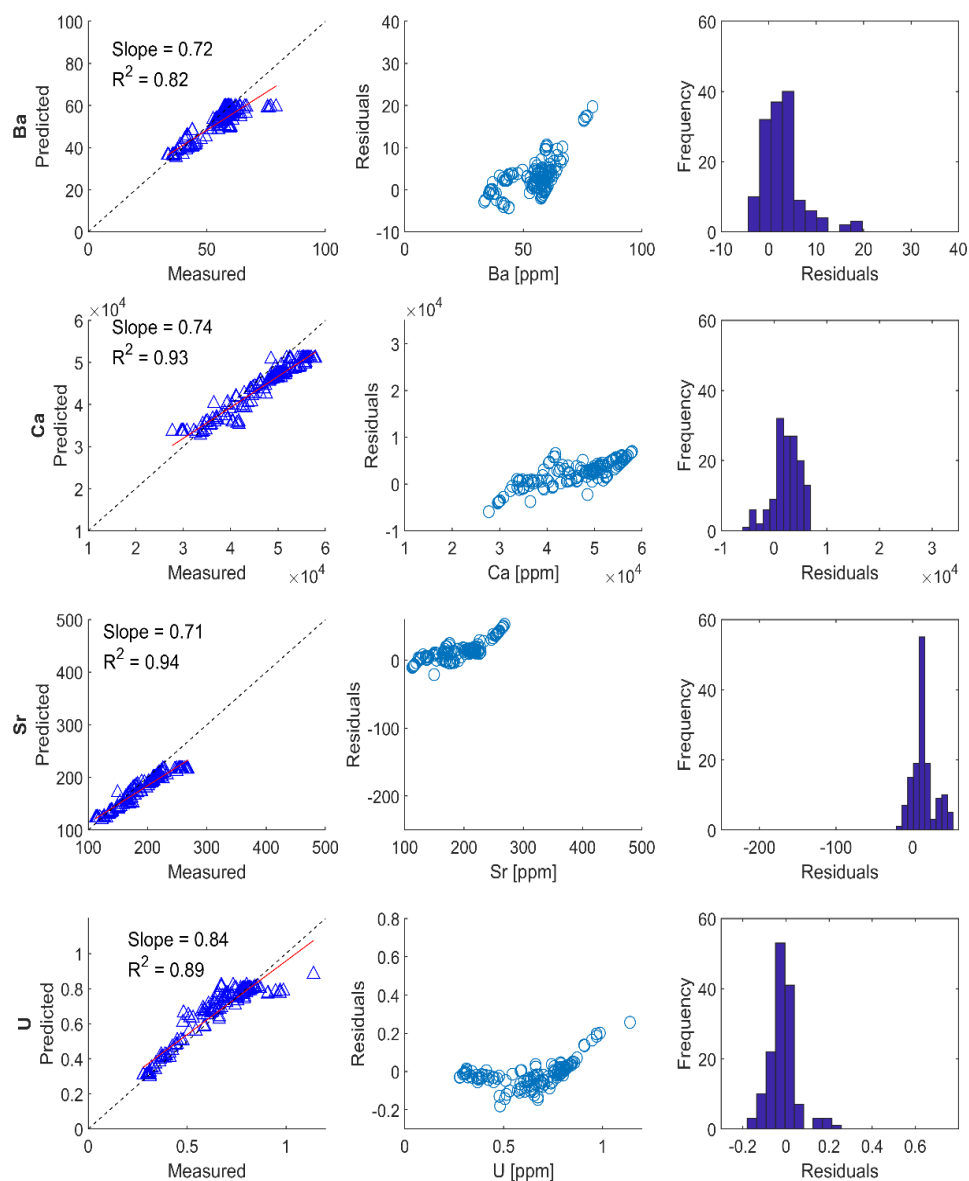 Ba
Predicted
100
80
60
40
20
0
Slope = 0.72
R² = 0.82
0 50 100
Measured
Residuals
40
30
20
10
0
-10
0 50 100
Ba [ppm]
Frequency
60
40
20
0
-10 0 10 20 30 40
Residuals
Ca
Predicted
×10⁴
6
5
4
3
2
1
Slope = 0.74
R² = 0.93
1 2 3 4 5 6
Measured
×10⁴
Residuals
×10⁴
3
2
1
0
-1
1 2 3 4 5 6
Ca [ppm]
×10⁴
Frequency
60
40
20
0
-1 0 1 2 3
Residuals
×10⁴
Sr
Predicted
500
400
300
200
100
Slope = 0.71
R² = 0.94
100 200 300 400 500
Measured
Residuals
0
-100
-200
100 200 300 400 500
Sr [ppm]
Frequency
60
40
20
0
-200 -100 0
Residuals
U
Predicted
1
0.8
0.6
0.4
0.2
0
Slope = 0.84
R² = 0.89
0 0.5 1
Measured
Residuals
0.8
0.6
0.4
0.2
0
-0.2
0 0.5 1
U [ppm]
Frequency
60
40
20
0
-0.2 0 0.2 0.4 0.6
Residuals